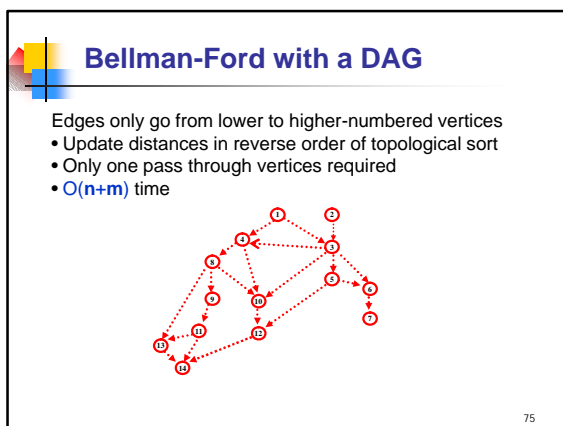 Bellman-Ford with a DAG
Edges only go from lower to higher-numbered vertices
• Update distances in reverse order of topological sort
• Only one pass through vertices required
• O(n+m) time
1 2
4 3
8
5
6
9 10
7
11 12
13
14
75